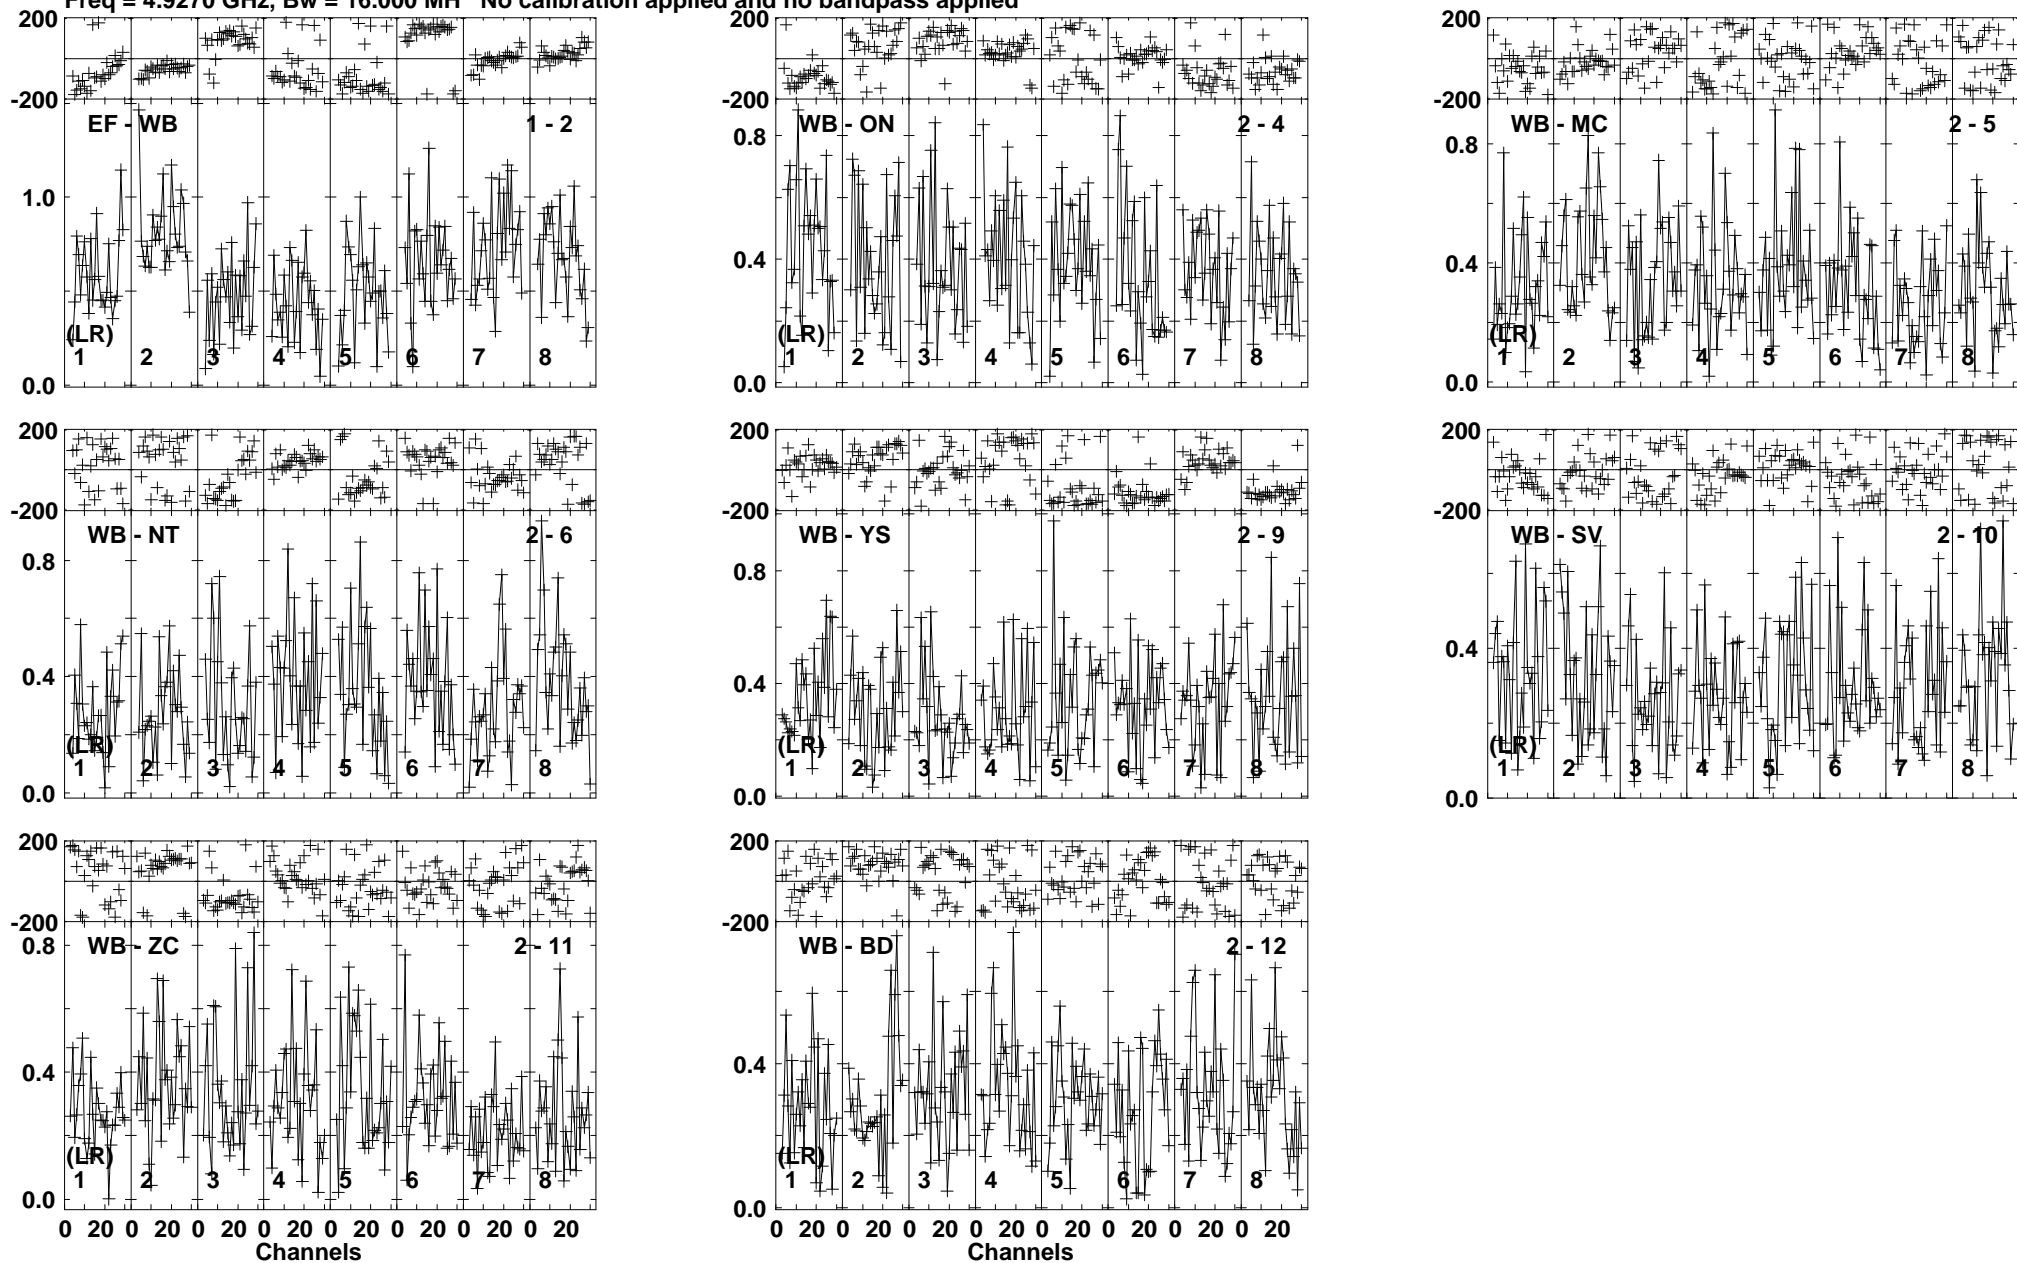 Freq = 4.9270 GHz, Bw = 16.000 MH No calibration applied and no bandpass applied
200
-200
EF - WB 1 - 2
1.0
0.0
(LR)
1 2 3 4 5 6 7 8
200
-200
WB - ON 2 - 4
0.8
0.4
0.0
(LR)
1 2 3 4 5 6 7 8
200
-200
WB - MC 2 - 5
0.8
0.4
0.0
(LR)
1 2 3 4 5 6 7 8
200
-200
WB - NT 2 - 6
0.8
0.4
0.0
(LR)
1 2 3 4 5 6 7 8
200
-200
WB - YS 2 - 9
0.8
0.4
0.0
(LR)
1 2 3 4 5 6 7 8
200
-200
WB - SV 2 - 10
0.4
0.0
(LR)
1 2 3 4 5 6 7 8
200
-200
WB - ZC 2 - 11
0.8
0.4
0.0
(LR)
1 2 3 4 5 6 7 8
0 20 0 20 0 20 0 20 0 20 0 20 0 20 0 20
Channels
200
-200
WB - BD 2 - 12
0.4
0.0
(LR)
1 2 3 4 5 6 7 8
0 20 0 20 0 20 0 20 0 20 0 20 0 20 0 20
Channels